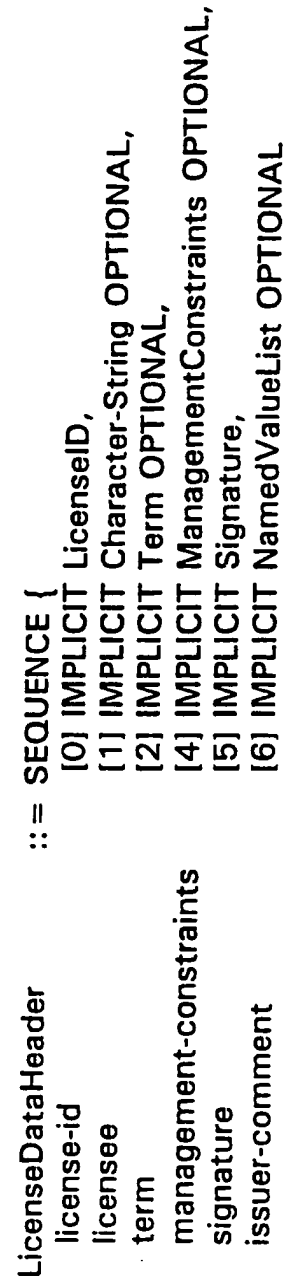 LicenseDataHeader ::= SEQUENCE {
license-id [0] IMPLICIT LicenseID,
licensee [1] IMPLICIT Character-String OPTIONAL,
term [2] IMPLICIT Term OPTIONAL,
management-constraints [4] IMPLICIT ManagementConstraints OPTIONAL,
signature [5] IMPLICIT Signature,
issuer-comment [6] IMPLICIT NamedValueList OPTIONAL